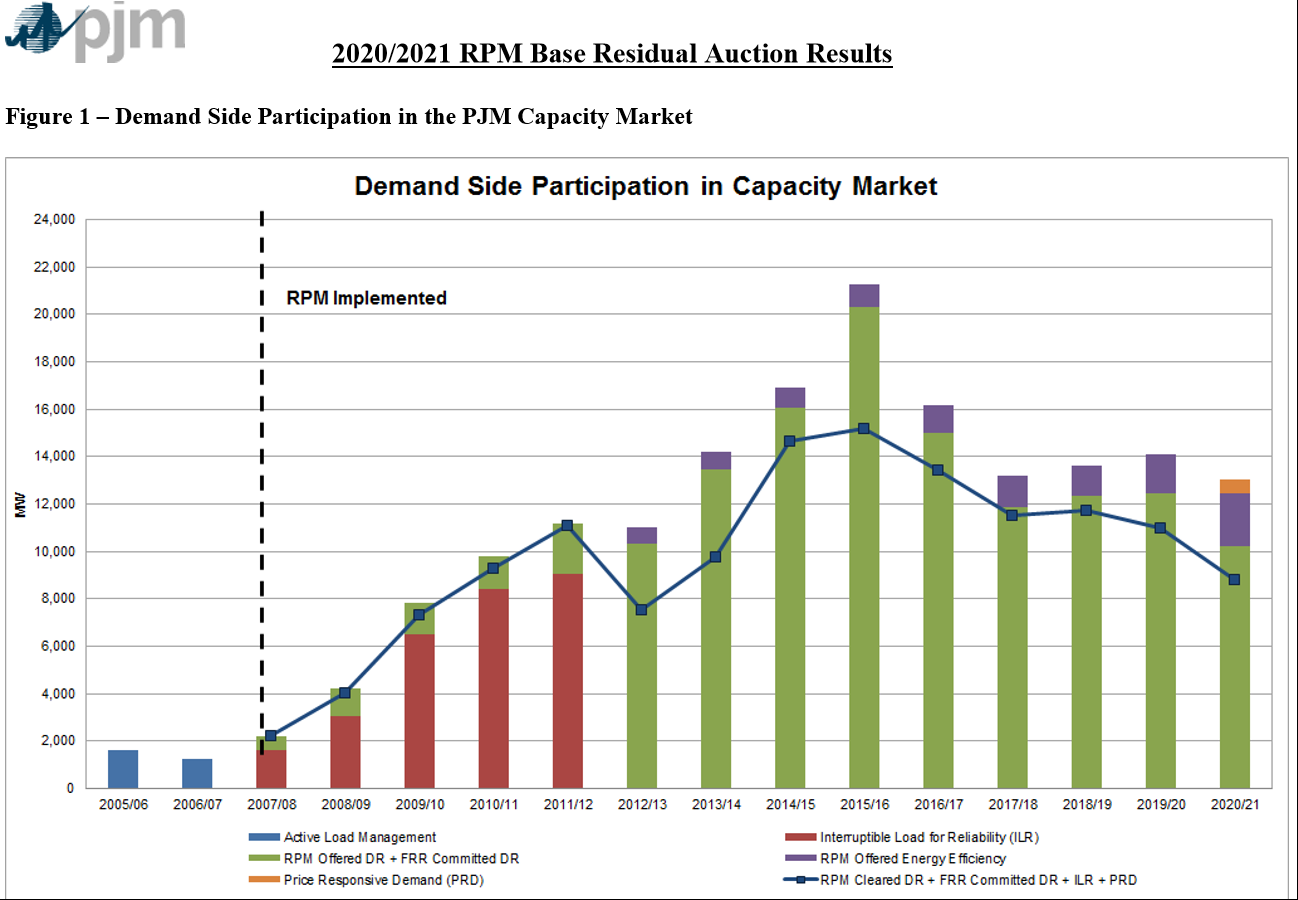 pjm
2020/2021 RPM Base Residual Auction Results
Figure 1 – Demand Side Participation in the PJM Capacity Market
Demand Side Participation in Capacity Market
24,000
22,000
20,000
18,000
16,000
14,000
12,000
10,000
8,000
6,000
4,000
2,000
0
MW
RPM Implemented
2005/06 2006/07 2007/08 2008/09 2009/10 2010/11 2011/12 2012/13 2013/14 2014/15 2015/16 2016/17 2017/18 2018/19 2019/20 2020/21
Active Load Management Interruptible Load for Reliability (ILR)
RPM Offered DR + FRR Committed DR RPM Offered Energy Efficiency
Price Responsive Demand (PRD) RPM Cleared DR + FRR Committed DR + ILR + PRD